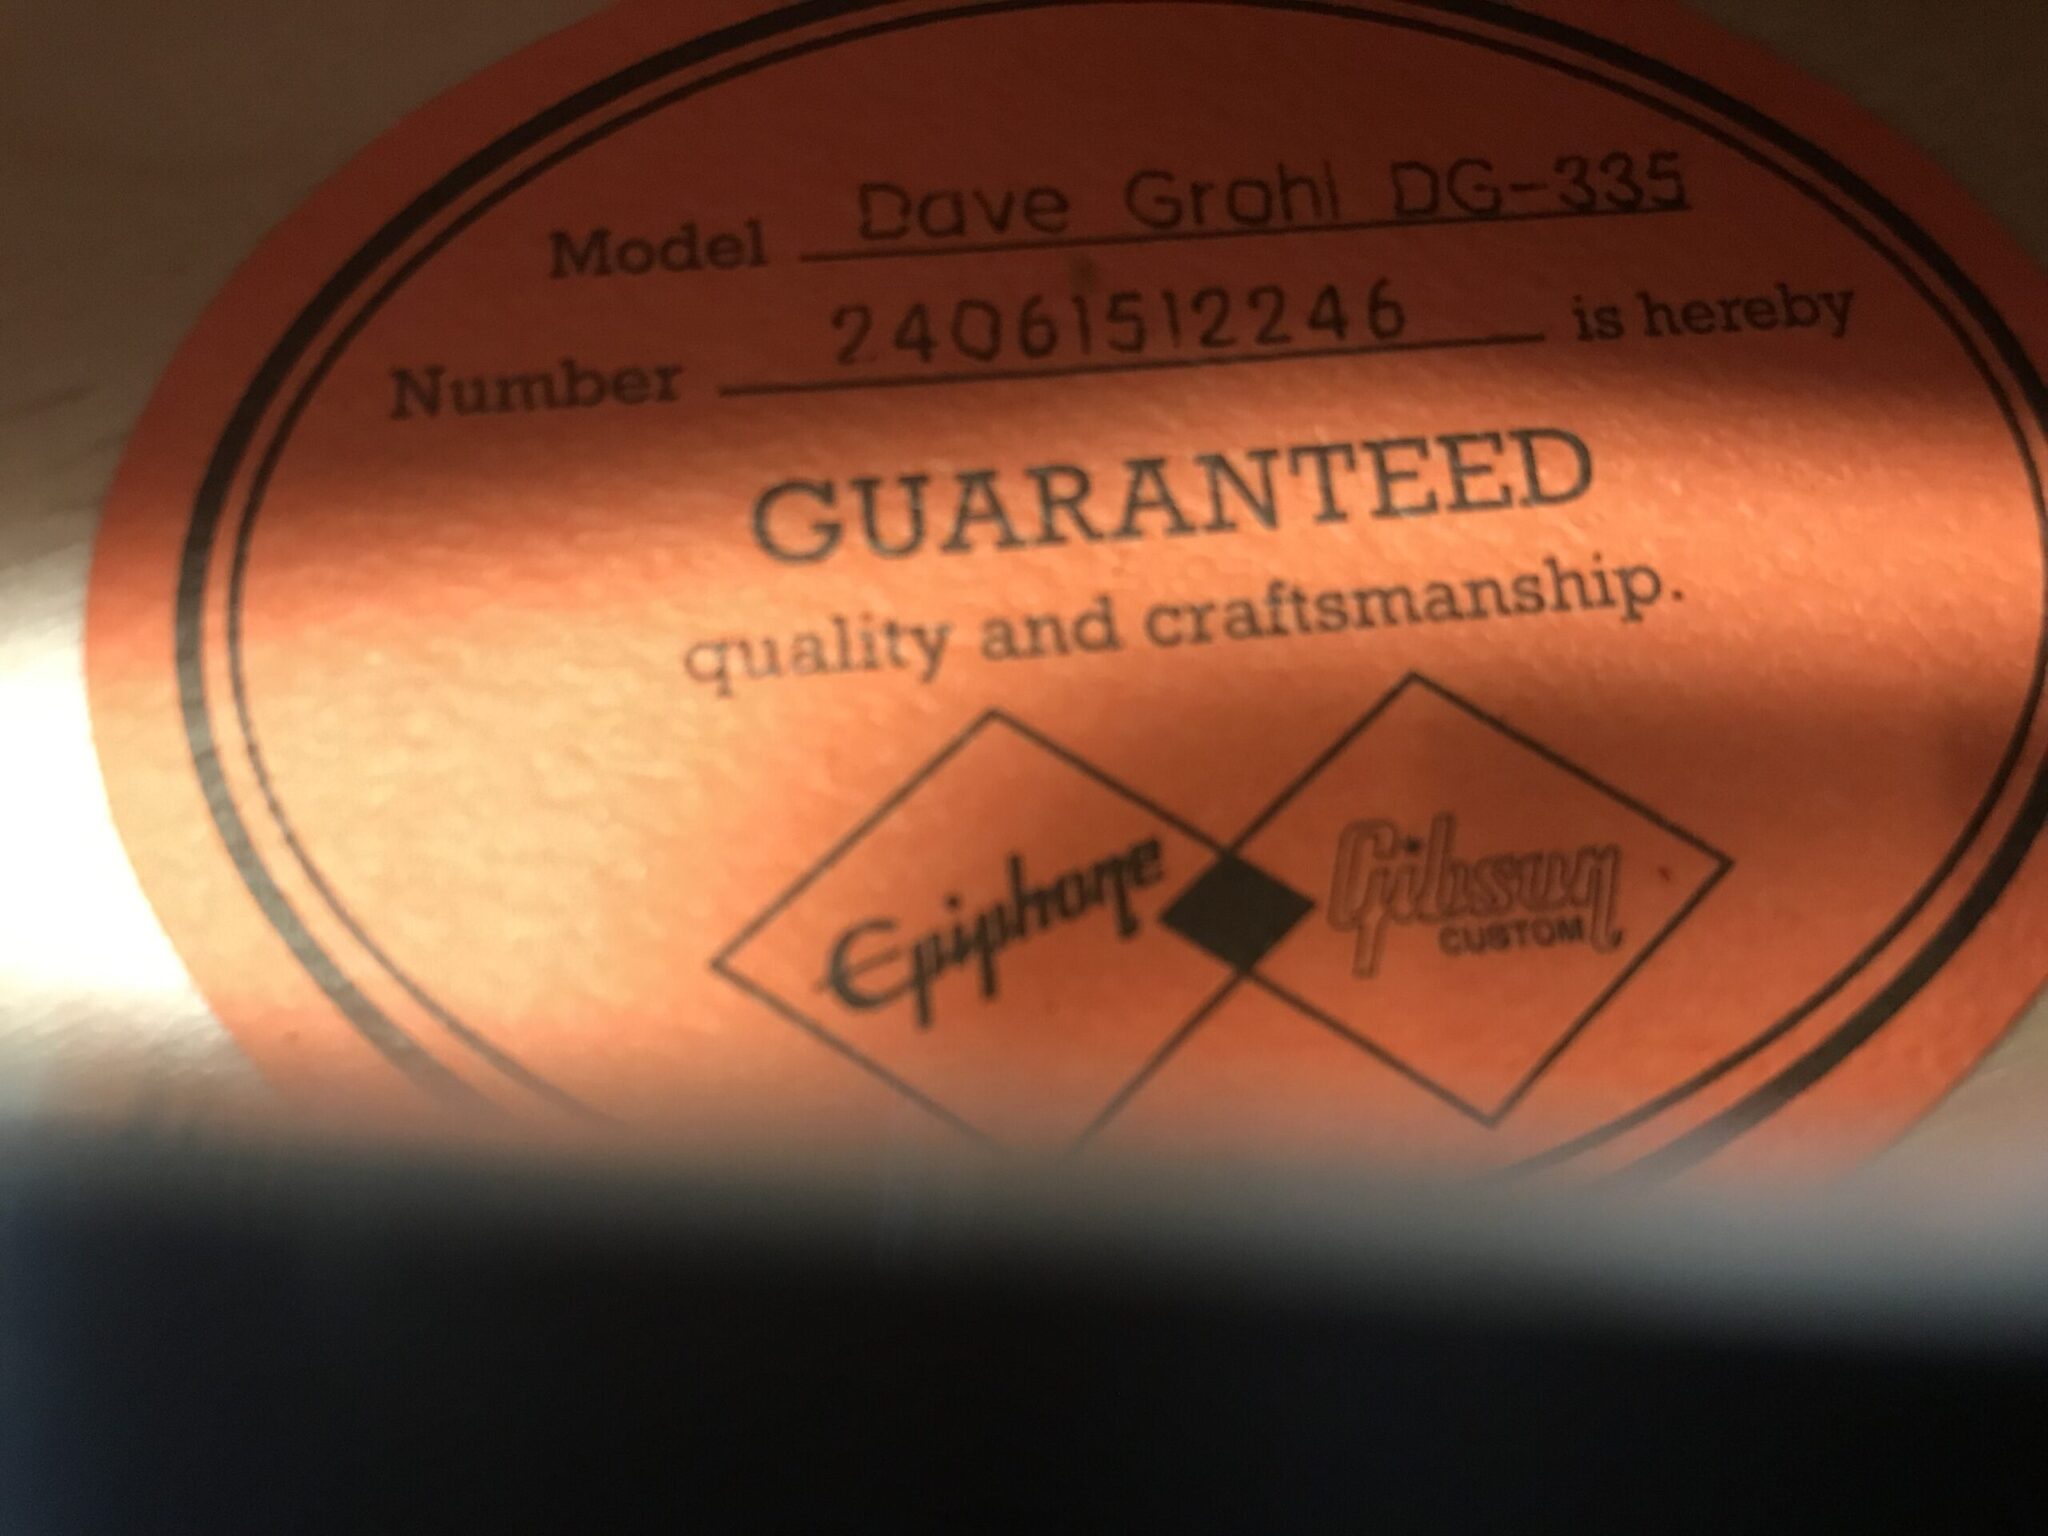 Model Dave Grohl DG-335
Number 24061512246 is hereby
GUARANTEED
quality and craftsmanship.
Epiphone
Gibson
CUSTOM